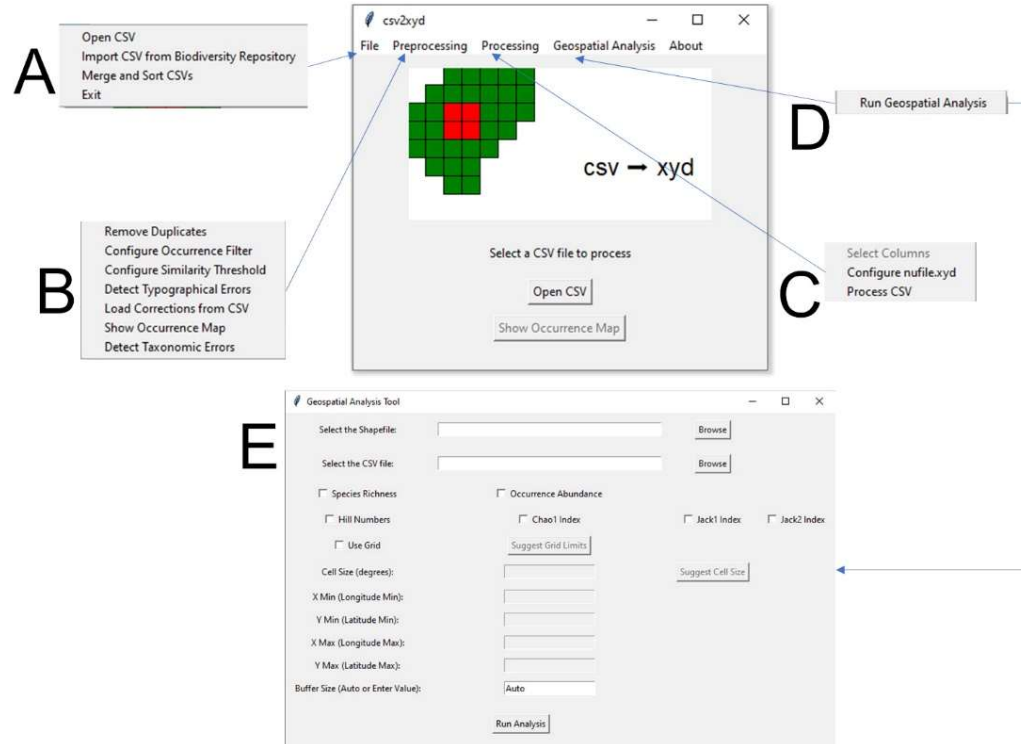 A
Open CSV
Import CSV from Biodiversity Repository
Merge and Sort CSVs
Exit
csv2xyd
File Preprocessing Processing Geospatial Analysis About
csv → xyd
Select a CSV file to process
Open CSV
Show Occurrence Map
D
Run Geospatial Analysis
B
Remove Duplicates
Configure Occurrence Filter
Configure Similarity Threshold
Detect Typographical Errors
Load Corrections from CSV
Show Occurrence Map
Detect Taxonomic Errors
C
Select Columns
Configure nufile.xyd
Process CSV
E
Geospatial Analysis Tool
Select the Shapefile: Browse
Select the CSV file: Browse
Species Richness Occurrence Abundance
Hill Numbers Chao1 Index Jack1 Index Jack2 Index
Use Grid Suggest Grid Limits
Cell Size (degrees): Suggest Cell Size
X Min (Longitude Min):
Y Min (Latitude Min):
X Max (Longitude Max):
Y Max (Latitude Max):
Buffer Size (Auto or Enter Value): Auto
Run Analysis